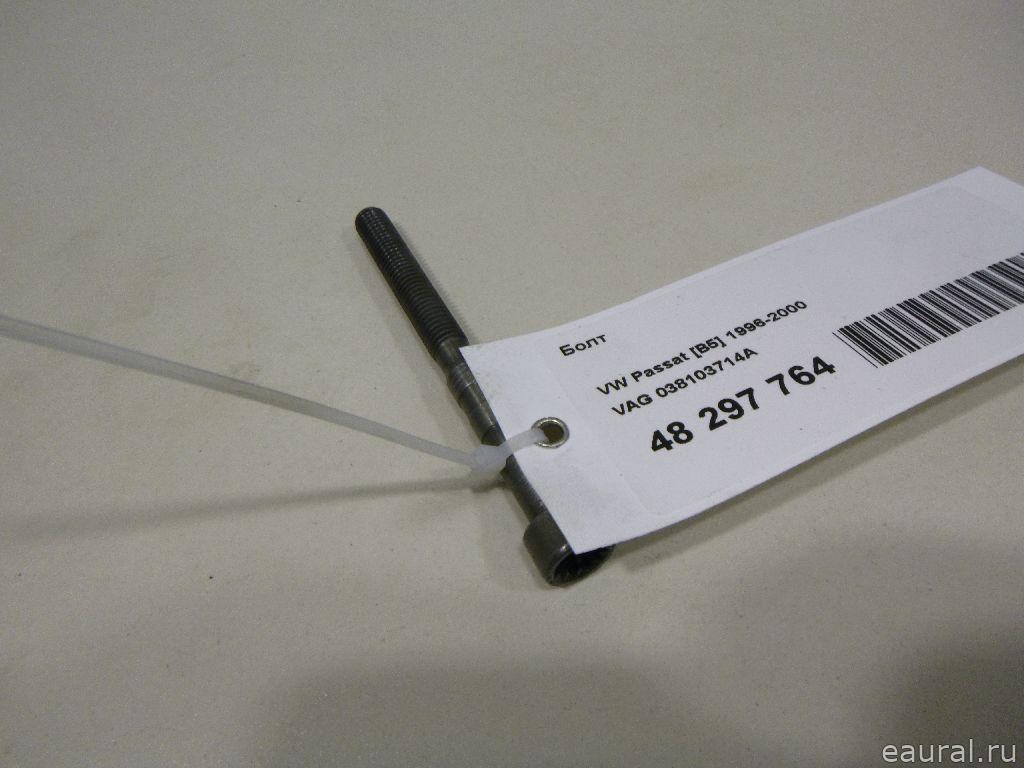 Болт
VW Passat [B5] 1996-2000
VAG 038103714A
48 297 764
eaural.ru